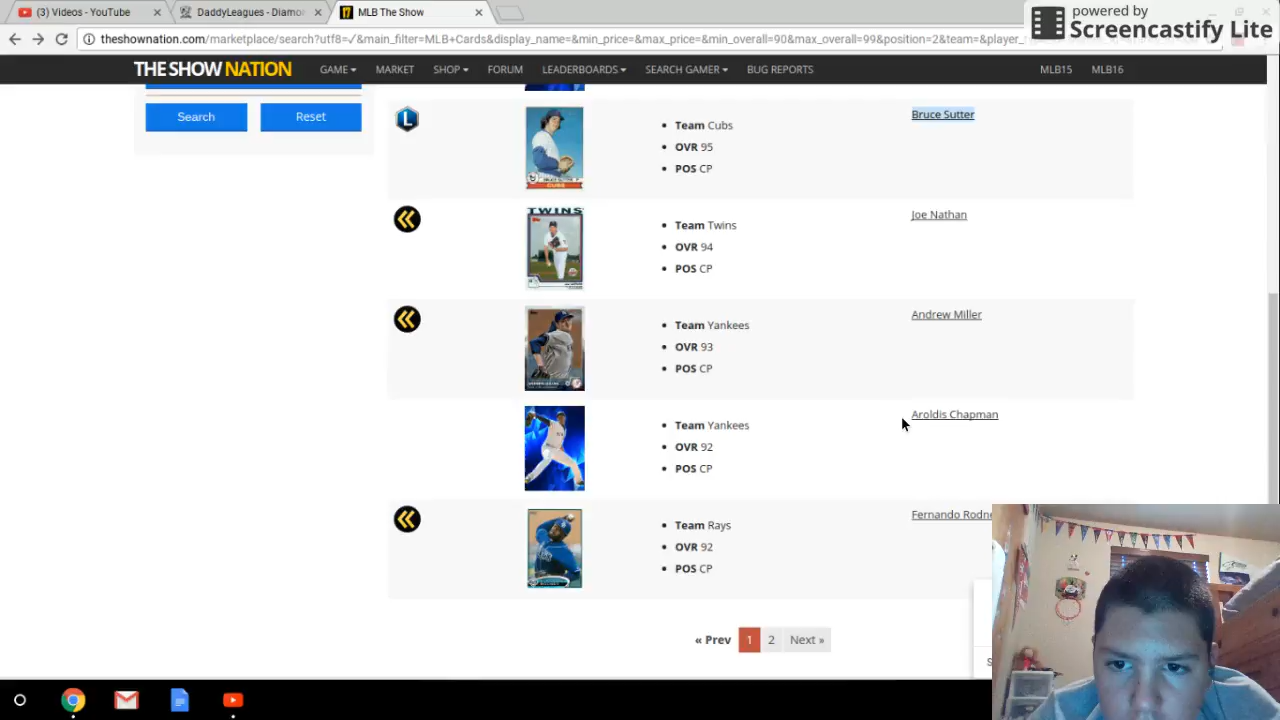 (3) Videos - YouTube
DaddyLeagues - Diamo
MLB The Show
powered by
Screencastify Lite
theshownation.com/marketplace/search?utf8=✓&main_filter=MLB+Cards&display_name=&min_price=&max_price=&min_overall=90&max_overall=99&position=2&team=&player_
THE SHOW NATION
GAME
MARKET
SHOP
FORUM
LEADERBOARDS
SEARCH GAMER
BUG REPORTS
MLB15
MLB16
Search
Reset
L
Team Cubs
OVR 95
POS CP
Bruce Sutter
CUBS
TWINS
Team Twins
OVR 94
POS CP
Joe Nathan
Team Yankees
OVR 93
POS CP
Andrew Miller
Team Yankees
OVR 92
POS CP
Aroldis Chapman
Team Rays
OVR 92
POS CP
Fernando Rodne
« Prev
1
2
Next »